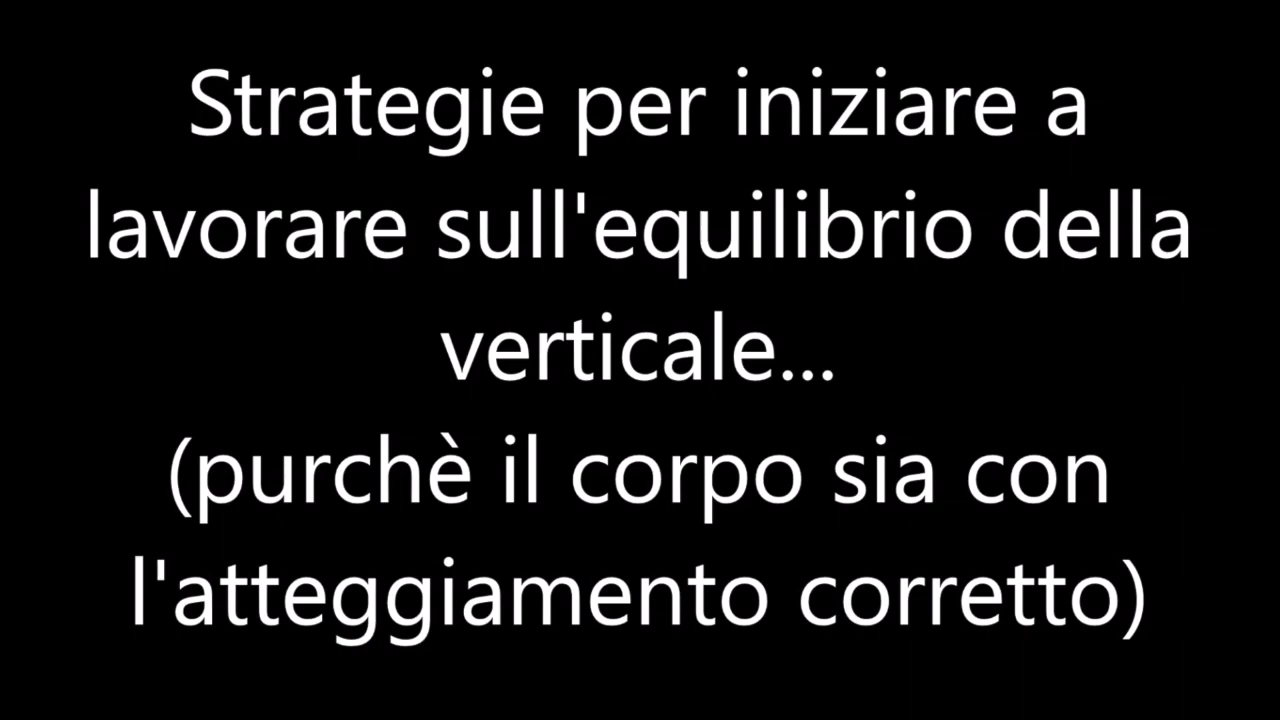 Strategie per iniziare a
lavorare sull'equilibrio della
verticale...
(purchè il corpo sia con
l'atteggiamento corretto)